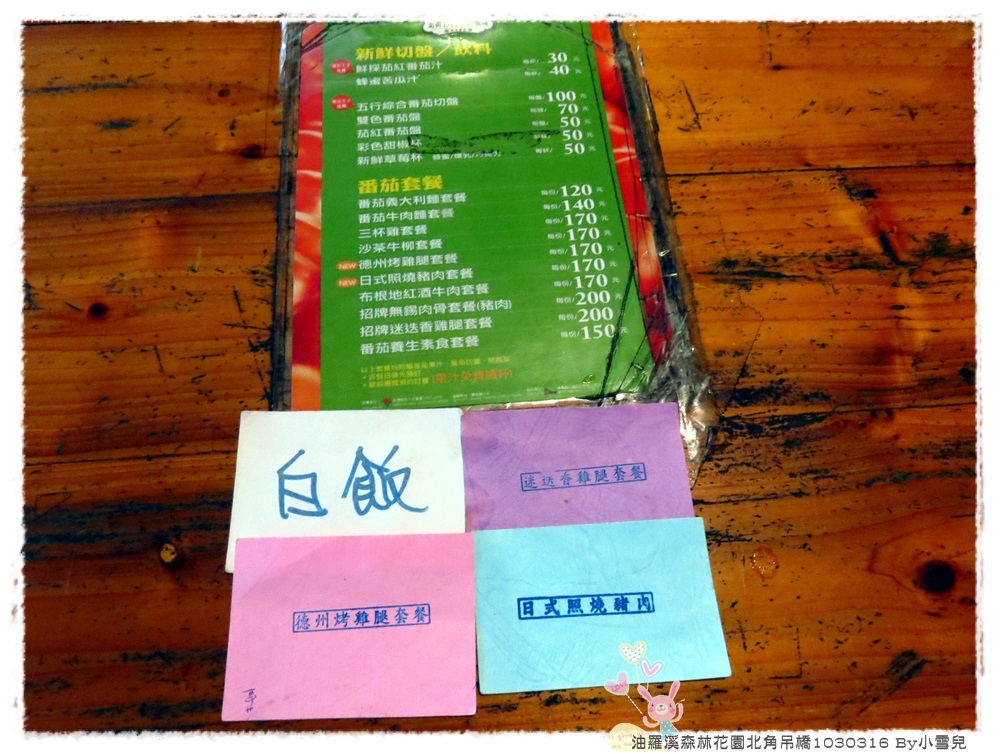 新鮮切盤／飲料
鮮採茄紅番茄汁 每杯/ 30 元
蜂蜜苦瓜汁 每杯/ 40 元
五行綜合番茄切盤 每盤/ 100 元
雙色番茄盤 每盤/ 70 元
茄紅番茄盤 每盤/ 50 元
彩色甜椒杯 50 元
新鮮草莓杯 每杯/ 50 元
番茄套餐
番茄義大利麵套餐 每份/ 120 元
番茄牛肉麵套餐 每份/ 140 元
三杯雞套餐 每份/ 170 元
沙茶牛柳套餐 每份/ 170 元
NEW 德州烤雞腿套餐 每份/ 170 元
NEW 日式照燒豬肉套餐 每份/ 170 元
布根地紅酒牛肉套餐 每份/ 170 元
招牌無錫肉骨套餐(豬肉) 每份/ 200 元
招牌迷迭香雞腿套餐 每份/ 200 元
番茄養生素食套餐 每份/ 150 元
(果汁免費續杯)
白飯
迷迭香雞腿套餐
德州烤雞腿套餐
日式照燒豬肉
Love
油羅溪森林花園北角吊橋1030316 By小雪兒